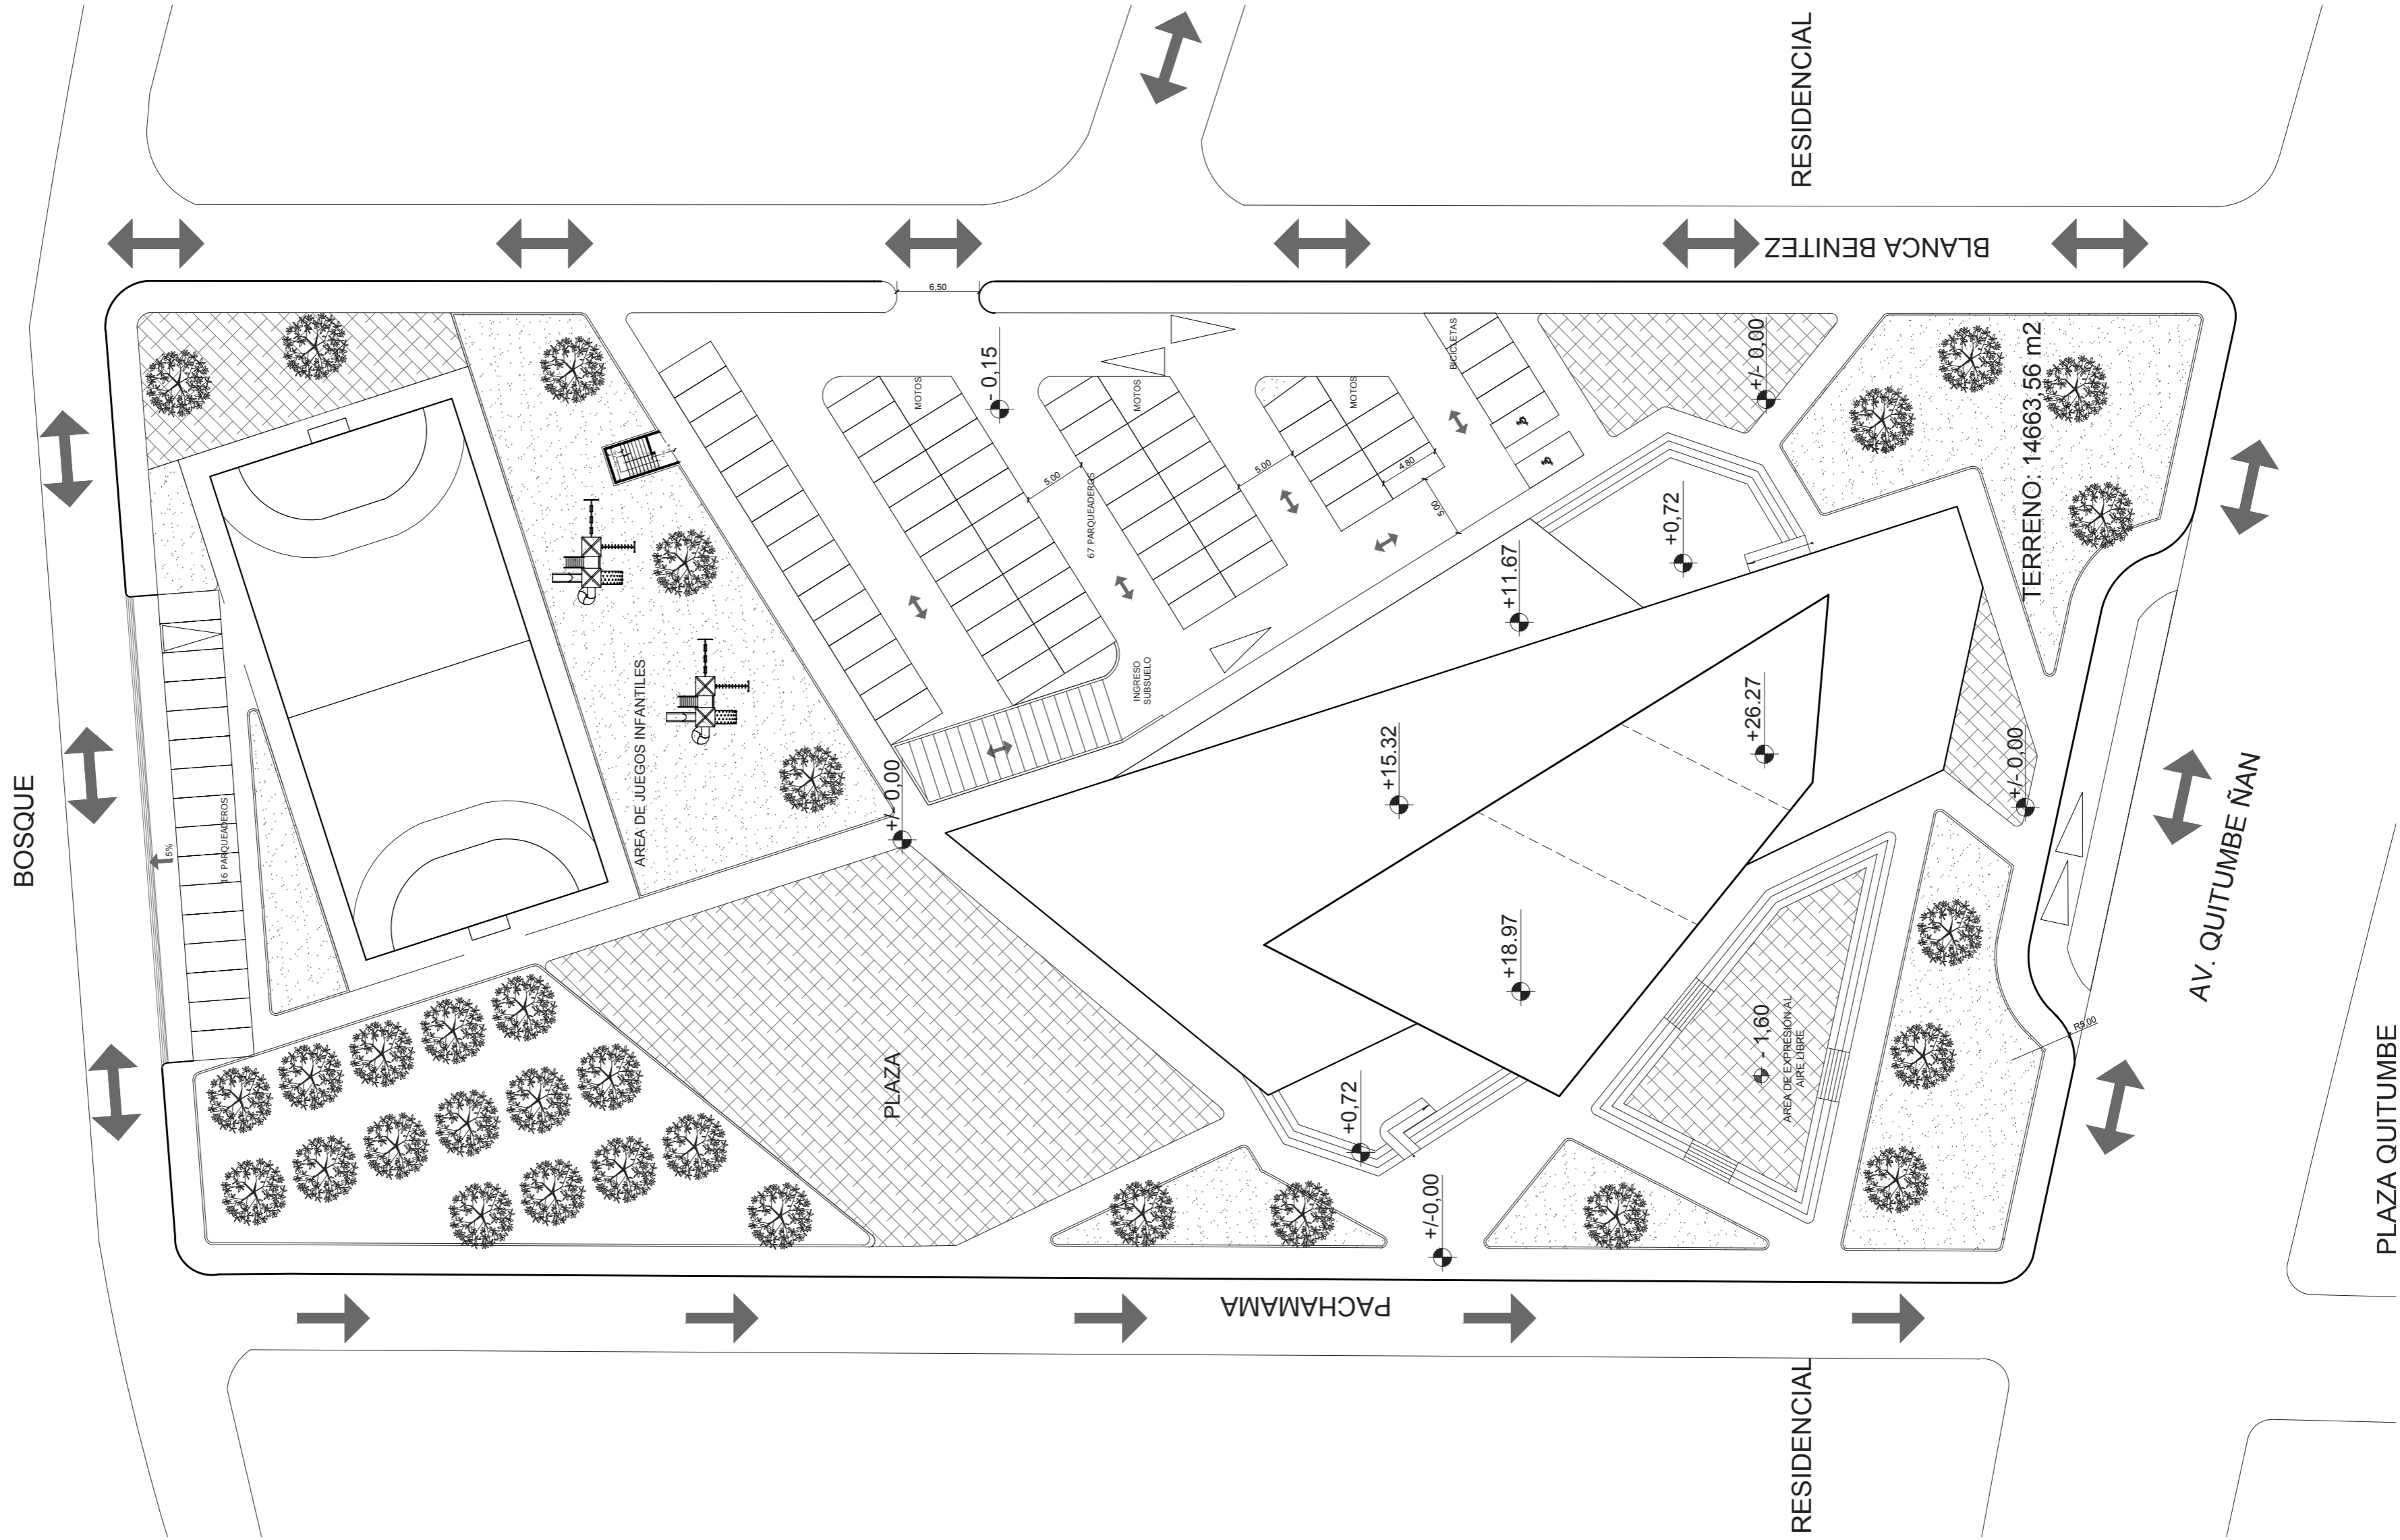 RESIDENCIAL
BLANCA BENITEZ
6,50
BICICLETAS
+/- 0,00
TERRENO: 14663,56 m2
- 0,15
MOTOS
MOTOS
MOTOS
5,00
5,00
4,80
5,00
67 PARQUEADEROS
+0,72
+11.67
INGRESO
SUBSUELO
AREA DE JUEGOS INFANTILES
+26.27
+15.32
+/- 0,00
+/- 0,00
BOSQUE
5%
16 PARQUEADEROS
AV. QUITUMBE ÑAN
+18.97
- 1,60
AREA DE EXPRESION AL
AIRE LIBRE
R5,00
PLAZA
+0,72
+/-0,00
PACHAMAMA
PLAZA QUITUMBE
RESIDENCIAL